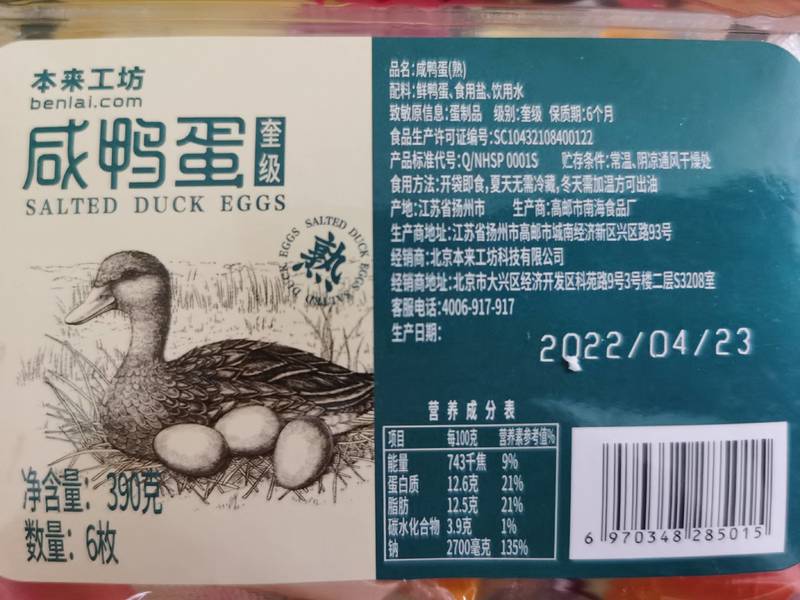 本来工坊
benlai.com
咸鸭蛋
奎级
SALTED DUCK EGGS
SALTED DUCK EGGS SALTED DUCK EGGS
熟
净含量：390克
数量：6枚
品名：咸鸭蛋(熟)
配料：鲜鸭蛋、食用盐、饮用水
致敏原信息：蛋制品 级别：奎级 保质期：6个月
食品生产许可证编号：SC10432108400122
产品标准代号：Q/NHSP 0001S 贮存条件：常温、阴凉通风干燥处
食用方法：开袋即食，夏天无需冷藏，冬天需加温方可出油
产地：江苏省扬州市 生产商：高邮市南海食品厂
生产商地址：江苏省扬州市高邮市城南经济新区兴区路93号
经销商：北京本来工坊科技有限公司
经销商地址：北京市大兴区经济开发区科苑路9号3号楼二层S3208室
客服电话：4006-917-917
生产日期：
2022/04/23
营养成分表
项目 每100克 营养素参考值%
能量 743千焦 9%
蛋白质 12.6克 21%
脂肪 12.5克 21%
碳水化合物 3.9克 1%
钠 2700毫克 135%
6 970348 285015